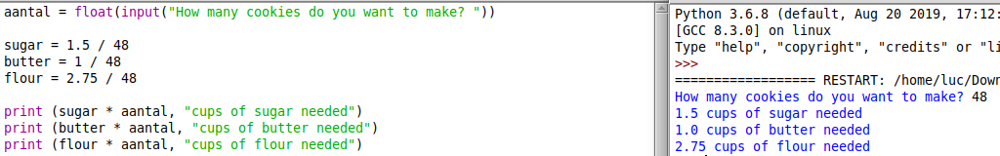 aantal = float(input("How many cookies do you want to make? "))
sugar = 1.5 / 48
butter = 1 / 48
flour = 2.75 / 48
print (sugar * aantal, "cups of sugar needed")
print (butter * aantal, "cups of butter needed")
print (flour * aantal, "cups of flour needed")
Python 3.6.8 (default, Aug 20 2019, 17:12:
[GCC 8.3.0] on linux
Type "help", "copyright", "credits" or "li
>>>
================== RESTART: /home/luc/Down
How many cookies do you want to make? 48
1.5 cups of sugar needed
1.0 cups of butter needed
2.75 cups of flour needed